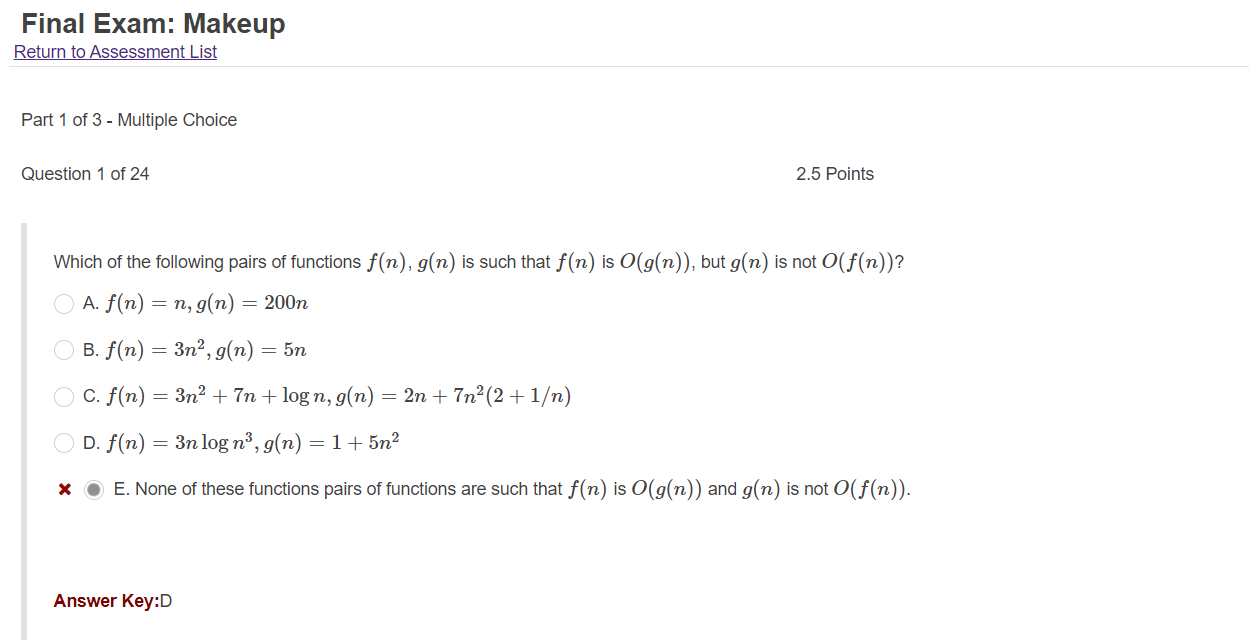 Final Exam: Makeup
Return to Assessment List
Part 1 of 3 - Multiple Choice
Question 1 of 24 2.5 Points
Which of the following pairs of functions f(n), g(n) is such that f(n) is O(g(n)), but g(n) is not O(f(n))?
A. f(n) = n, g(n) = 200n
B. f(n) = 3n², g(n) = 5n
C. f(n) = 3n² + 7n + log n, g(n) = 2n + 7n²(2 + 1/n)
D. f(n) = 3n log n³, g(n) = 1 + 5n²
E. None of these functions pairs of functions are such that f(n) is O(g(n)) and g(n) is not O(f(n)).
Answer Key:D